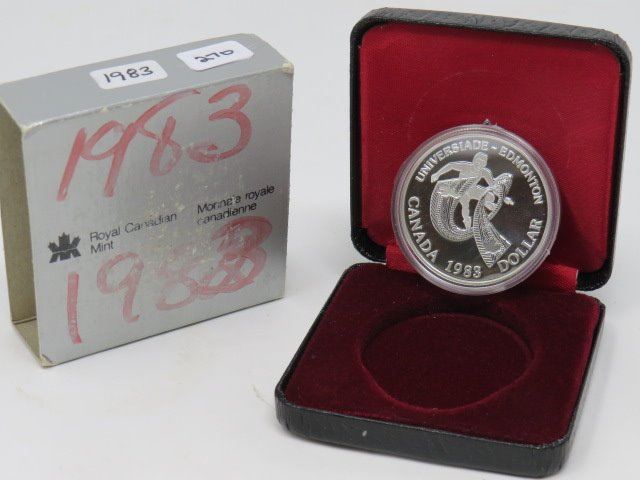 1983
270
1983
Royal Canadian
Mint
Monnaie royale
canadienne
1983
UNIVERSIADE - EDMONTON
CANADA 1983 DOLLAR